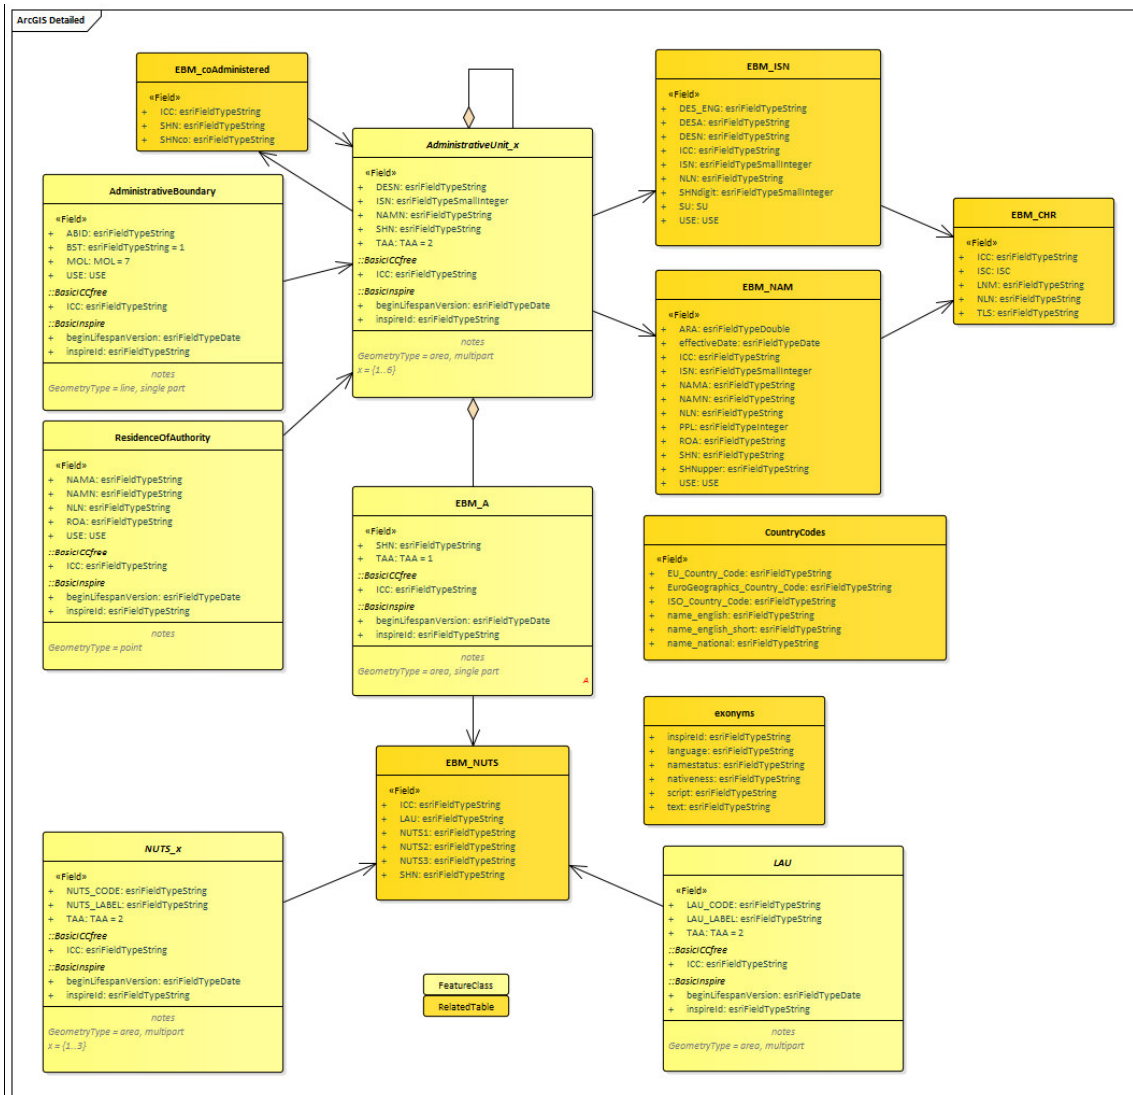 ArcGIS Detailed
EBM_coAdministered
«Field»
+ ICC: esriFieldTypeString
+ SHN: esriFieldTypeString
+ SHNco: esriFieldTypeString
AdministrativeUnit_x
«Field»
+ DESN: esriFieldTypeString
+ ISN: esriFieldTypeSmallInteger
+ NAMN: esriFieldTypeString
+ SHN: esriFieldTypeString
+ TAA: TAA = 2
::BasicICCfree
+ ICC: esriFieldTypeString
::BasicInspire
+ beginLifespanVersion: esriFieldTypeDate
+ inspireId: esriFieldTypeString
notes
GeometryType = area, multipart
x = {1..6}
EBM_ISN
«Field»
+ DES_ENG: esriFieldTypeString
+ DESA: esriFieldTypeString
+ DESN: esriFieldTypeString
+ ICC: esriFieldTypeString
+ ISN: esriFieldTypeSmallInteger
+ NLN: esriFieldTypeString
+ SHNdigit: esriFieldTypeSmallInteger
+ SU: SU
+ USE: USE
EBM_CHR
«Field»
+ ICC: esriFieldTypeString
+ ISC: ISC
+ LNM: esriFieldTypeString
+ NLN: esriFieldTypeString
+ TLS: esriFieldTypeString
AdministrativeBoundary
«Field»
+ ABID: esriFieldTypeString
+ BST: esriFieldTypeString = 1
+ MOL: MOL = 7
+ USE: USE
::BasicICCfree
+ ICC: esriFieldTypeString
::BasicInspire
+ beginLifespanVersion: esriFieldTypeDate
+ inspireId: esriFieldTypeString
notes
GeometryType = line, single part
EBM_NAM
«Field»
+ ARA: esriFieldTypeDouble
+ effectiveDate: esriFieldTypeDate
+ ICC: esriFieldTypeString
+ ISN: esriFieldTypeSmallInteger
+ NAMA: esriFieldTypeString
+ NAMN: esriFieldTypeString
+ NLN: esriFieldTypeString
+ PPL: esriFieldTypeInteger
+ ROA: esriFieldTypeString
+ SHN: esriFieldTypeString
+ SHNupper: esriFieldTypeString
+ USE: USE
ResidenceOfAuthority
«Field»
+ NAMA: esriFieldTypeString
+ NAMN: esriFieldTypeString
+ NLN: esriFieldTypeString
+ ROA: esriFieldTypeString
+ USE: USE
::BasicICCfree
+ ICC: esriFieldTypeString
::BasicInspire
+ beginLifespanVersion: esriFieldTypeDate
+ inspireId: esriFieldTypeString
notes
GeometryType = point
EBM_A
«Field»
+ SHN: esriFieldTypeString
+ TAA: TAA = 1
::BasicICCfree
+ ICC: esriFieldTypeString
::BasicInspire
+ beginLifespanVersion: esriFieldTypeDate
+ inspireId: esriFieldTypeString
notes
GeometryType = area, single part
A
CountryCodes
«Field»
+ EU_Country_Code: esriFieldTypeString
+ EuroGeographics_Country_Code: esriFieldTypeString
+ ISO_Country_Code: esriFieldTypeString
+ name_english: esriFieldTypeString
+ name_english_short: esriFieldTypeString
+ name_national: esriFieldTypeString
exonyms
+ inspireId: esriFieldTypeString
+ language: esriFieldTypeString
+ namestatus: esriFieldTypeString
+ nativeness: esriFieldTypeString
+ script: esriFieldTypeString
+ text: esriFieldTypeString
EBM_NUTS
«Field»
+ ICC: esriFieldTypeString
+ LAU: esriFieldTypeString
+ NUTS1: esriFieldTypeString
+ NUTS2: esriFieldTypeString
+ NUTS3: esriFieldTypeString
+ SHN: esriFieldTypeString
NUTS_x
«Field»
+ NUTS_CODE: esriFieldTypeString
+ NUTS_LABEL: esriFieldTypeString
+ TAA: TAA = 2
::BasicICCfree
+ ICC: esriFieldTypeString
::BasicInspire
+ beginLifespanVersion: esriFieldTypeDate
+ inspireId: esriFieldTypeString
notes
GeometryType = area, multipart
x = {1..3}
LAU
«Field»
+ LAU_CODE: esriFieldTypeString
+ LAU_LABEL: esriFieldTypeString
+ TAA: TAA = 2
::BasicICCfree
+ ICC: esriFieldTypeString
::BasicInspire
+ beginLifespanVersion: esriFieldTypeDate
+ inspireId: esriFieldTypeString
notes
GeometryType = area, multipart
FeatureClass
RelatedTable